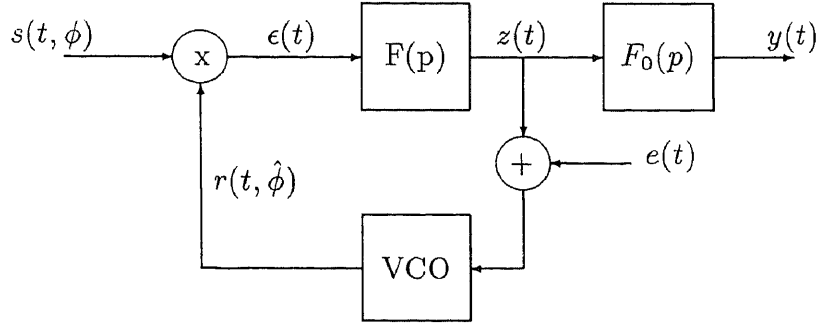 s(t, ϕ)
x
ϵ(t)
F(p)
z(t)
F₀(p)
y(t)
+
e(t)
r(t, ϕ̂)
VCO